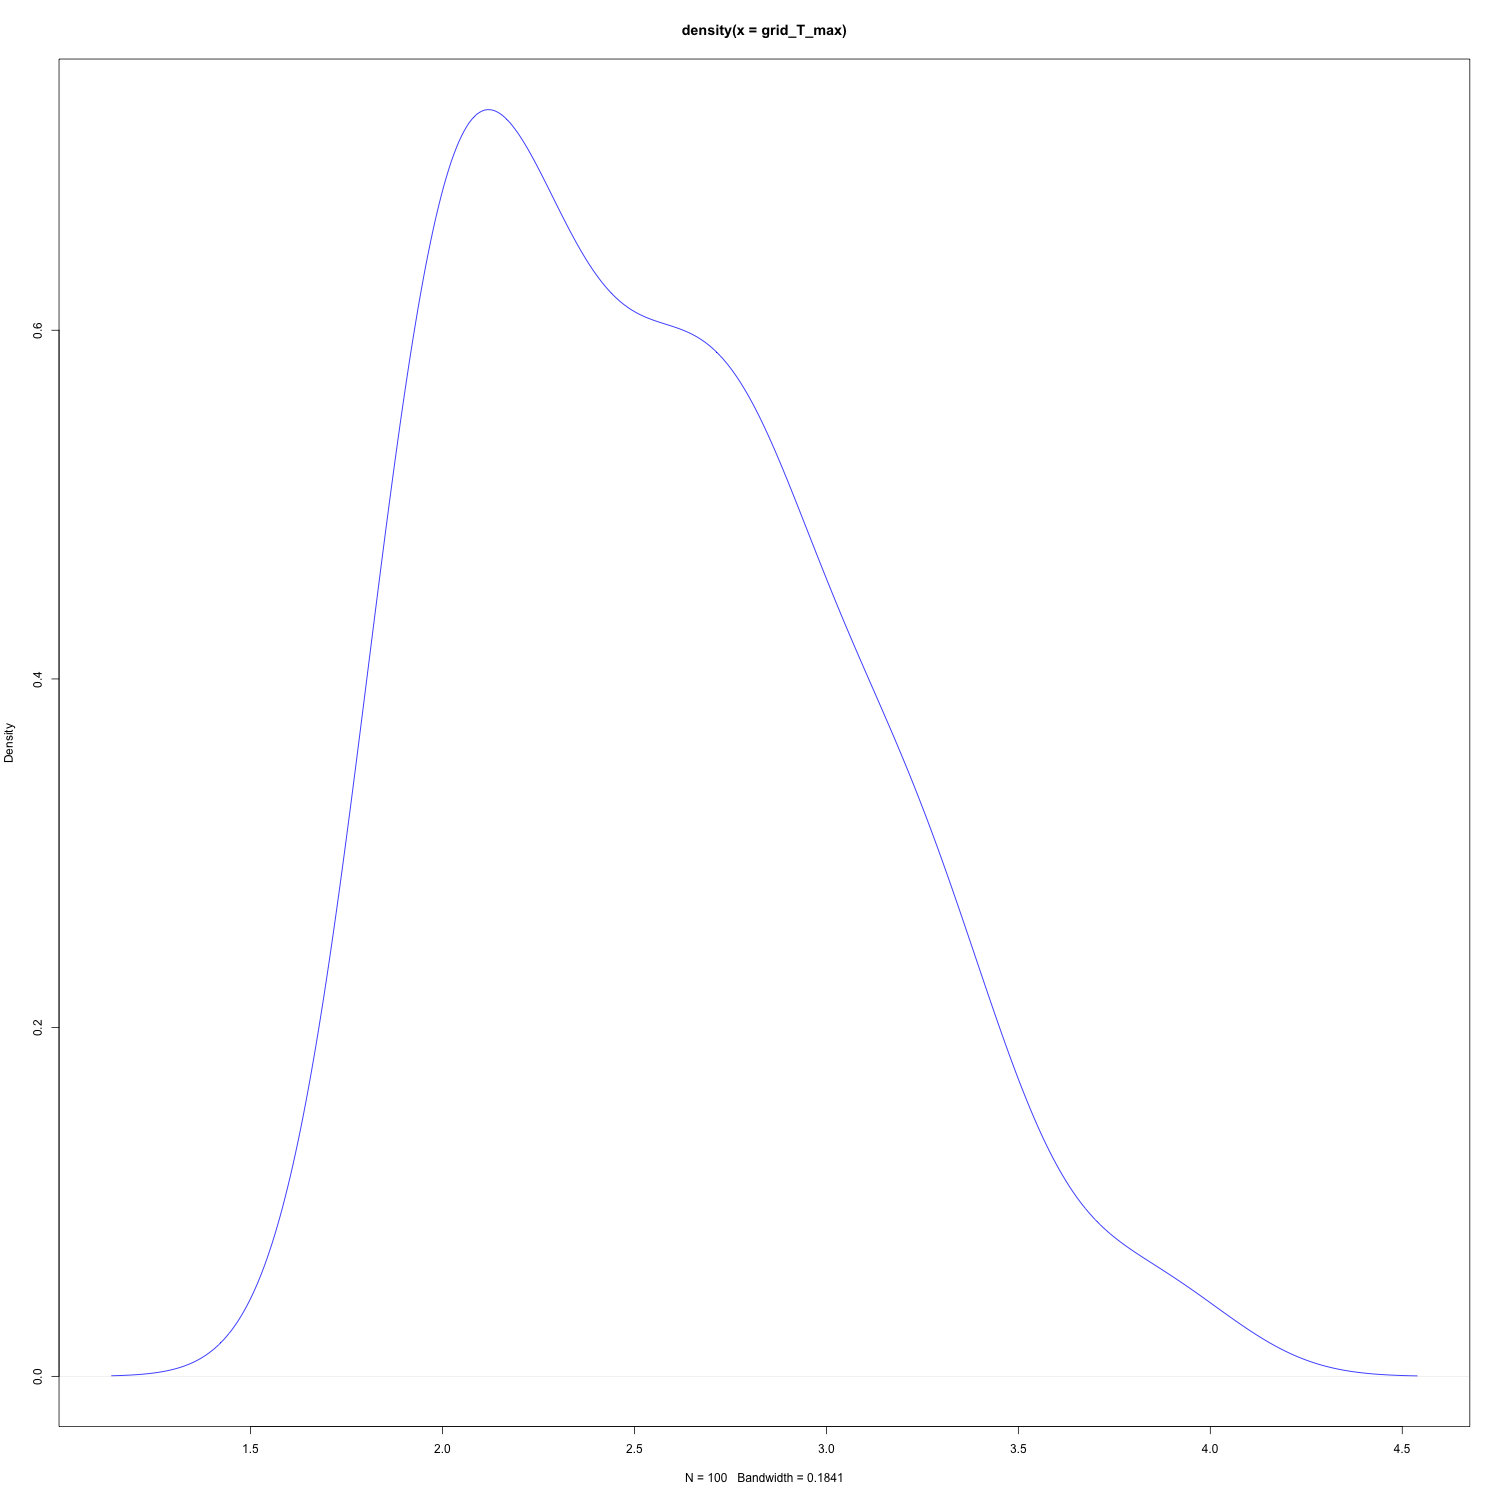 density(x = grid_T_max)
Density
0.6
0.4
0.2
0.0
1.5 2.0 2.5 3.0 3.5 4.0 4.5
N = 100 Bandwidth = 0.1841